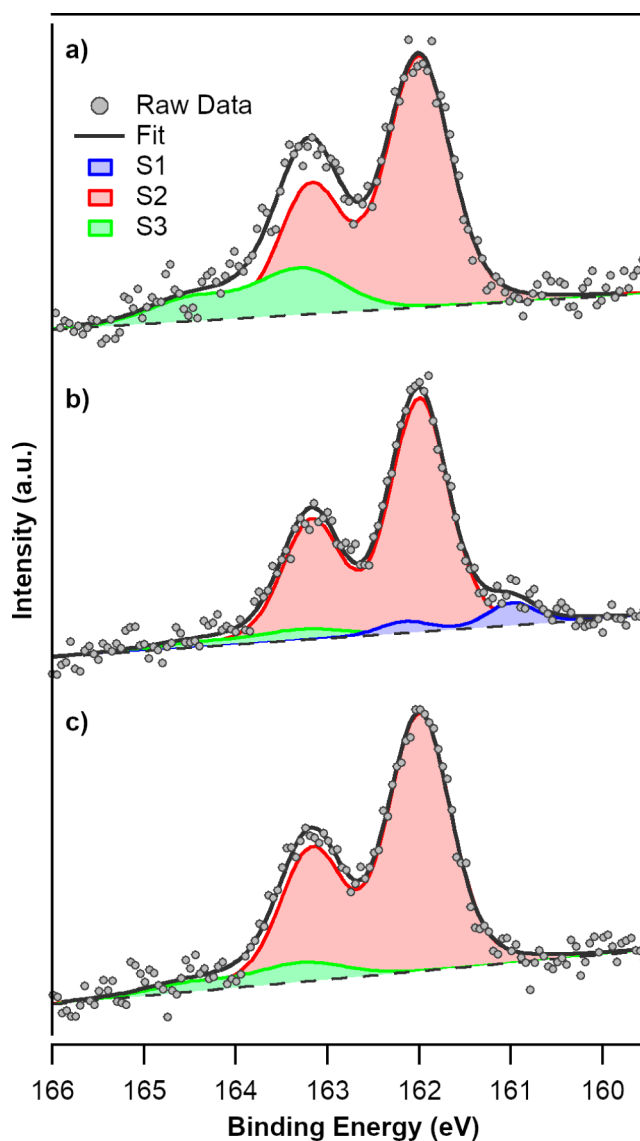 a)
Raw Data
Fit
S1
S2
S3
b)
c)
Intensity (a.u.)
166 165 164 163 162 161 160
Binding Energy (eV)